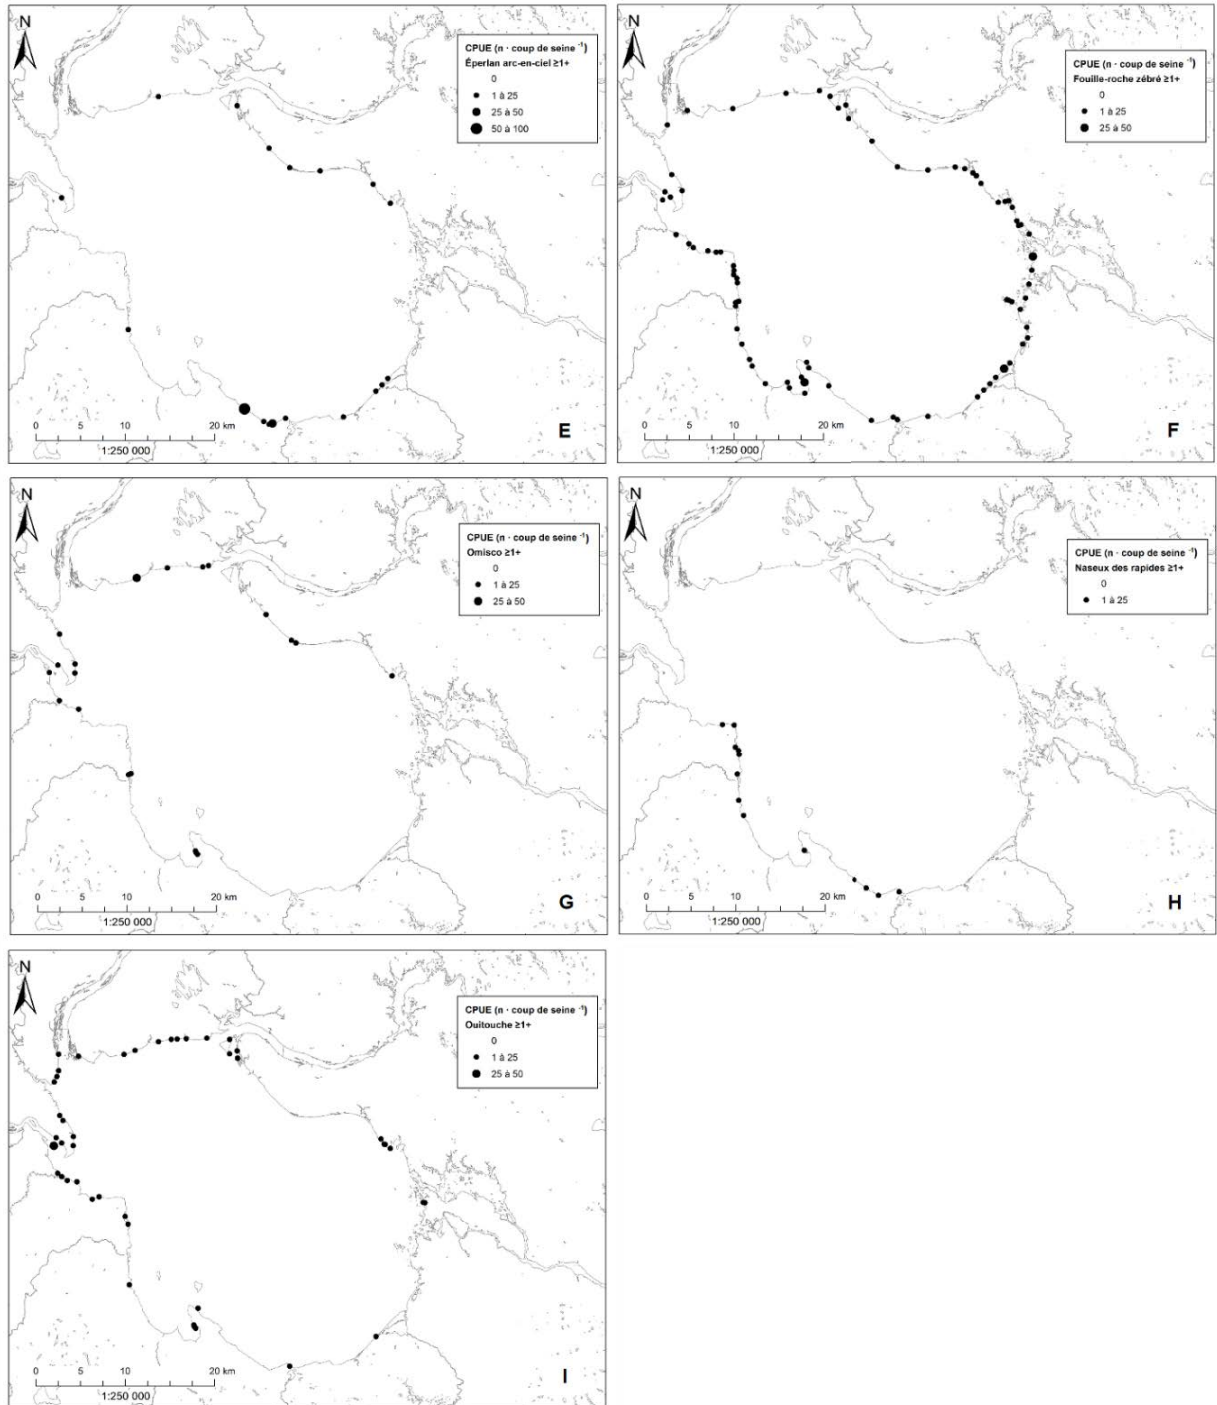 N
CPUE (n · coup de seine ⁻¹)
Éperlan arc-en-ciel ≥1+
0
1 à 25
25 à 50
50 à 100
0 5 10 20 km
1:250 000
E
N
CPUE (n · coup de seine ⁻¹)
Fouille-roche zébré ≥1+
0
1 à 25
25 à 50
0 5 10 20 km
1:250 000
F
N
CPUE (n · coup de seine ⁻¹)
Omisco ≥1+
0
1 à 25
25 à 50
0 5 10 20 km
1:250 000
G
N
CPUE (n · coup de seine ⁻¹)
Naseux des rapides ≥1+
0
1 à 25
0 5 10 20 km
1:250 000
H
N
CPUE (n · coup de seine ⁻¹)
Ouitouche ≥1+
0
1 à 25
25 à 50
0 5 10 20 km
1:250 000
I